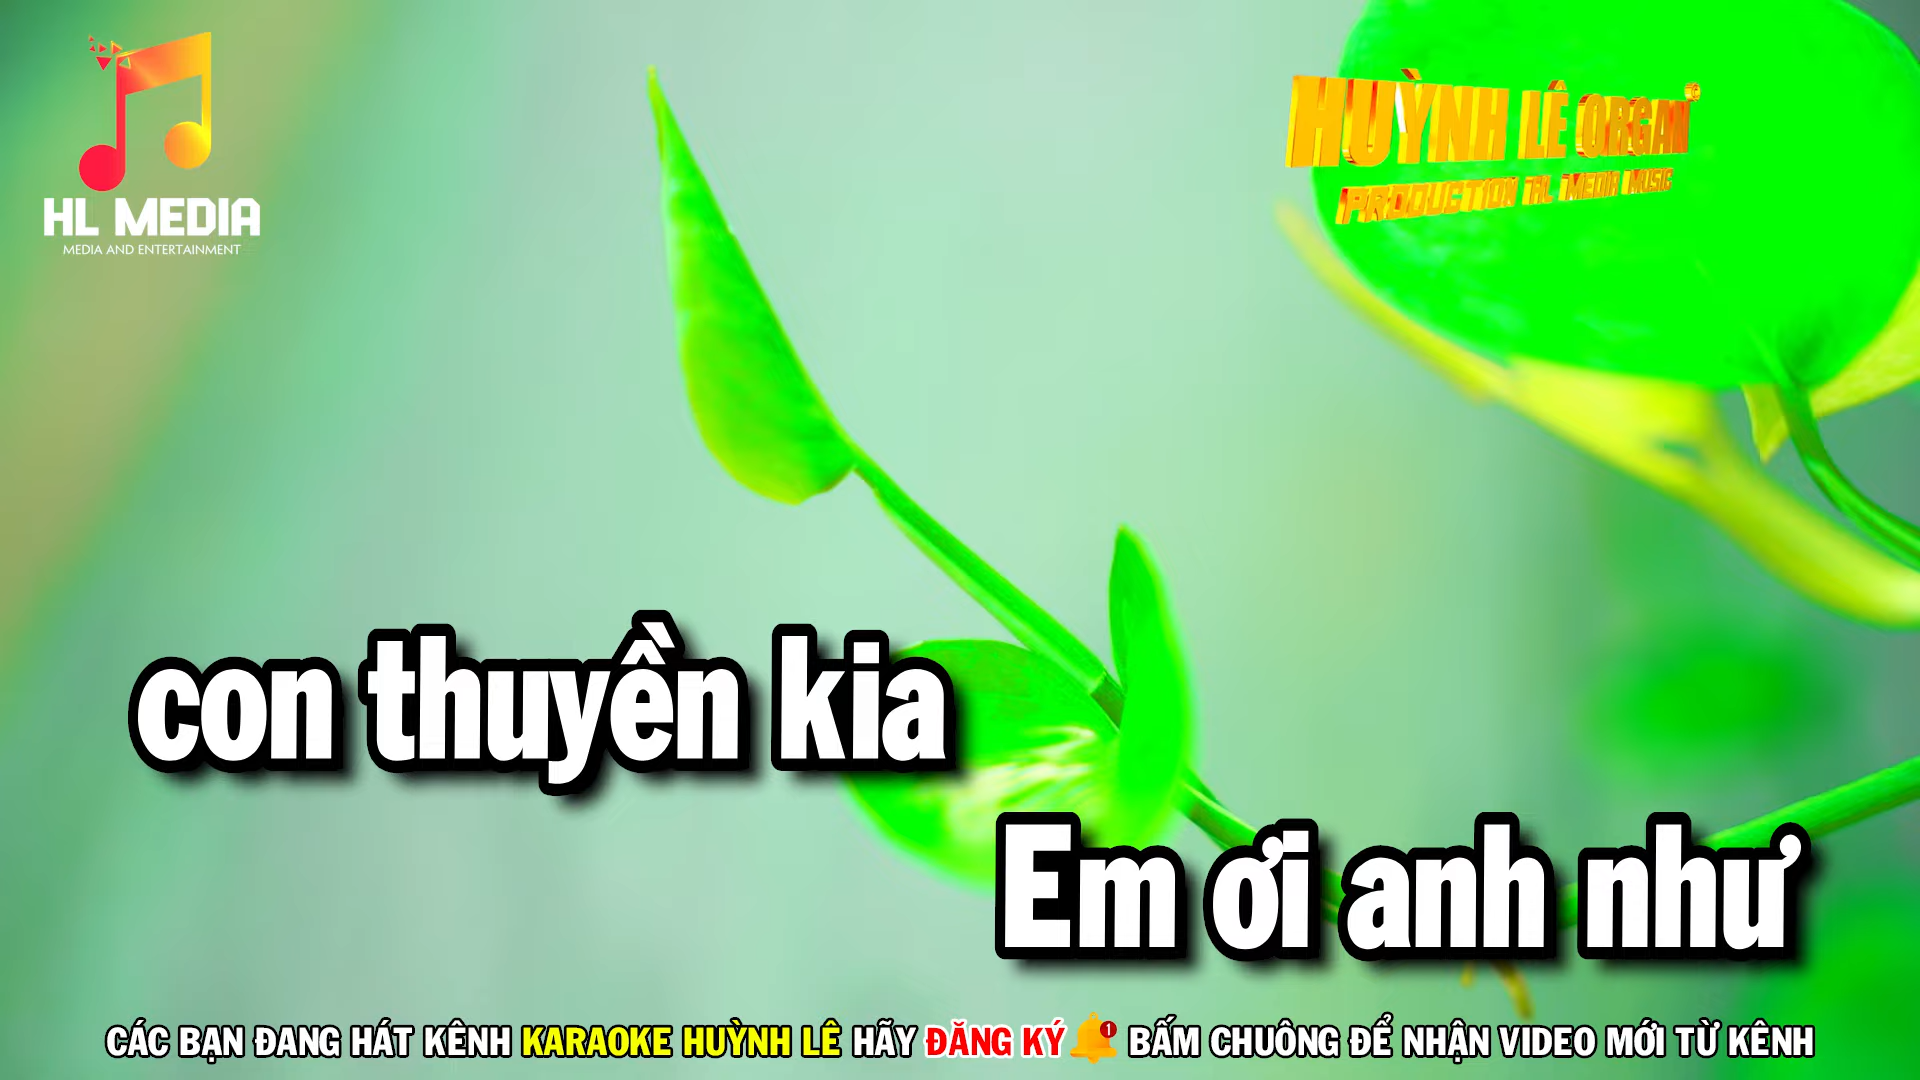 HL MEDIA
MEDIA AND ENTERTAINMENT
HUỲNH LÊ ORGAN
PRODUCTION HL MEDIA MUSIC
con thuyền kia
Em ơi anh như
CÁC BẠN ĐANG HÁT KÊNH KARAOKE HUỲNH LÊ HÃY ĐĂNG KÝ 1 BẤM CHUÔNG ĐỂ NHẬN VIDEO MỚI TỪ KÊNH